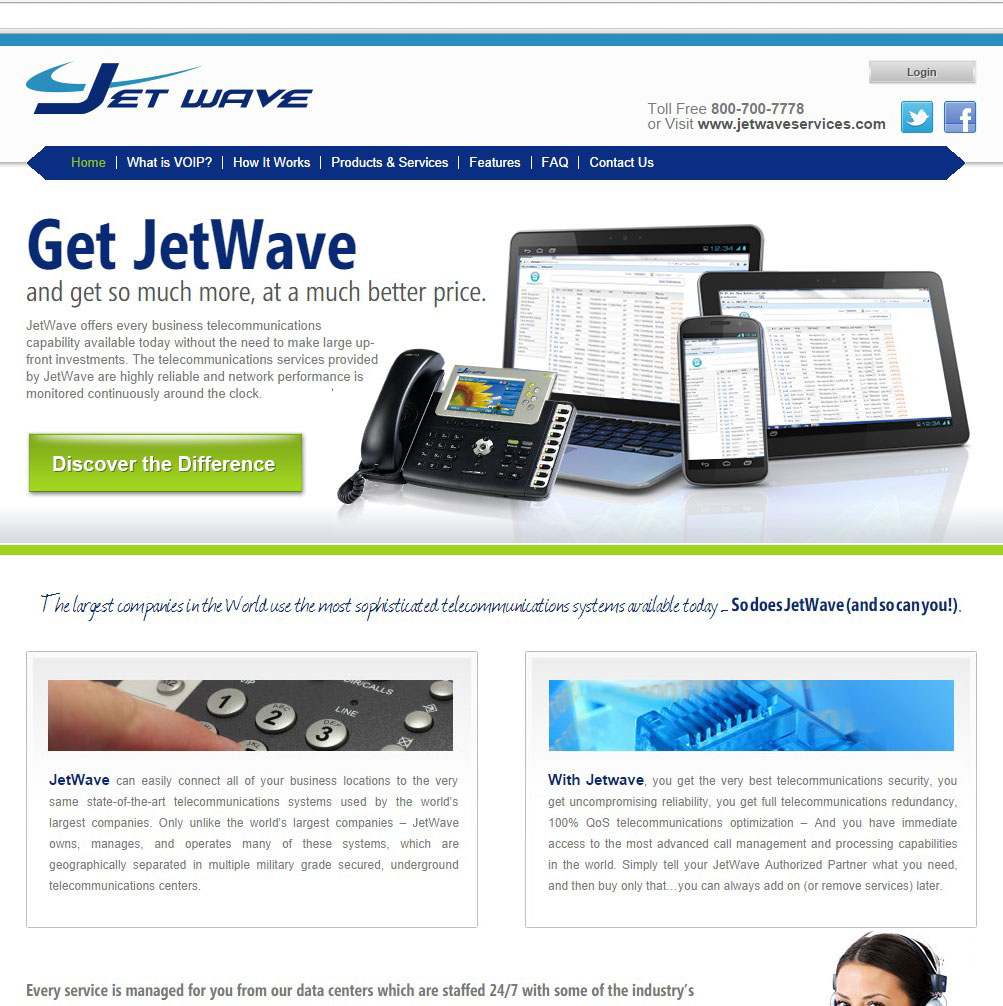 JET WAVE
Login
Toll Free 800-700-7778
or Visit www.jetwaveservices.com
Home | What is VOIP? | How It Works | Products & Services | Features | FAQ | Contact Us
Get JetWave
and get so much more, at a much better price.
JetWave offers every business telecommunications
capability available today without the need to make large up-
front investments. The telecommunications services provided
by JetWave are highly reliable and network performance is
monitored continuously around the clock.
Discover the Difference
12:34
The largest companies in the World use the most sophisticated telecommunications systems available today ... So does JetWave (and so can you!).
DIR/CALLS
LINE
1
ABC
2
DEF
3
JetWave can easily connect all of your business locations to the very
same state-of-the-art telecommunications systems used by the world's
largest companies. Only unlike the world's largest companies – JetWave
owns, manages, and operates many of these systems, which are
geographically separated in multiple military grade secured, underground
telecommunications centers.
With Jetwave, you get the very best telecommunications security, you
get uncompromising reliability, you get full telecommunications redundancy,
100% QoS telecommunications optimization – And you have immediate
access to the most advanced call management and processing capabilities
in the world. Simply tell your JetWave Authorized Partner what you need,
and then buy only that...you can always add on (or remove services) later.
Every service is managed for you from our data centers which are staffed 24/7 with some of the industry's